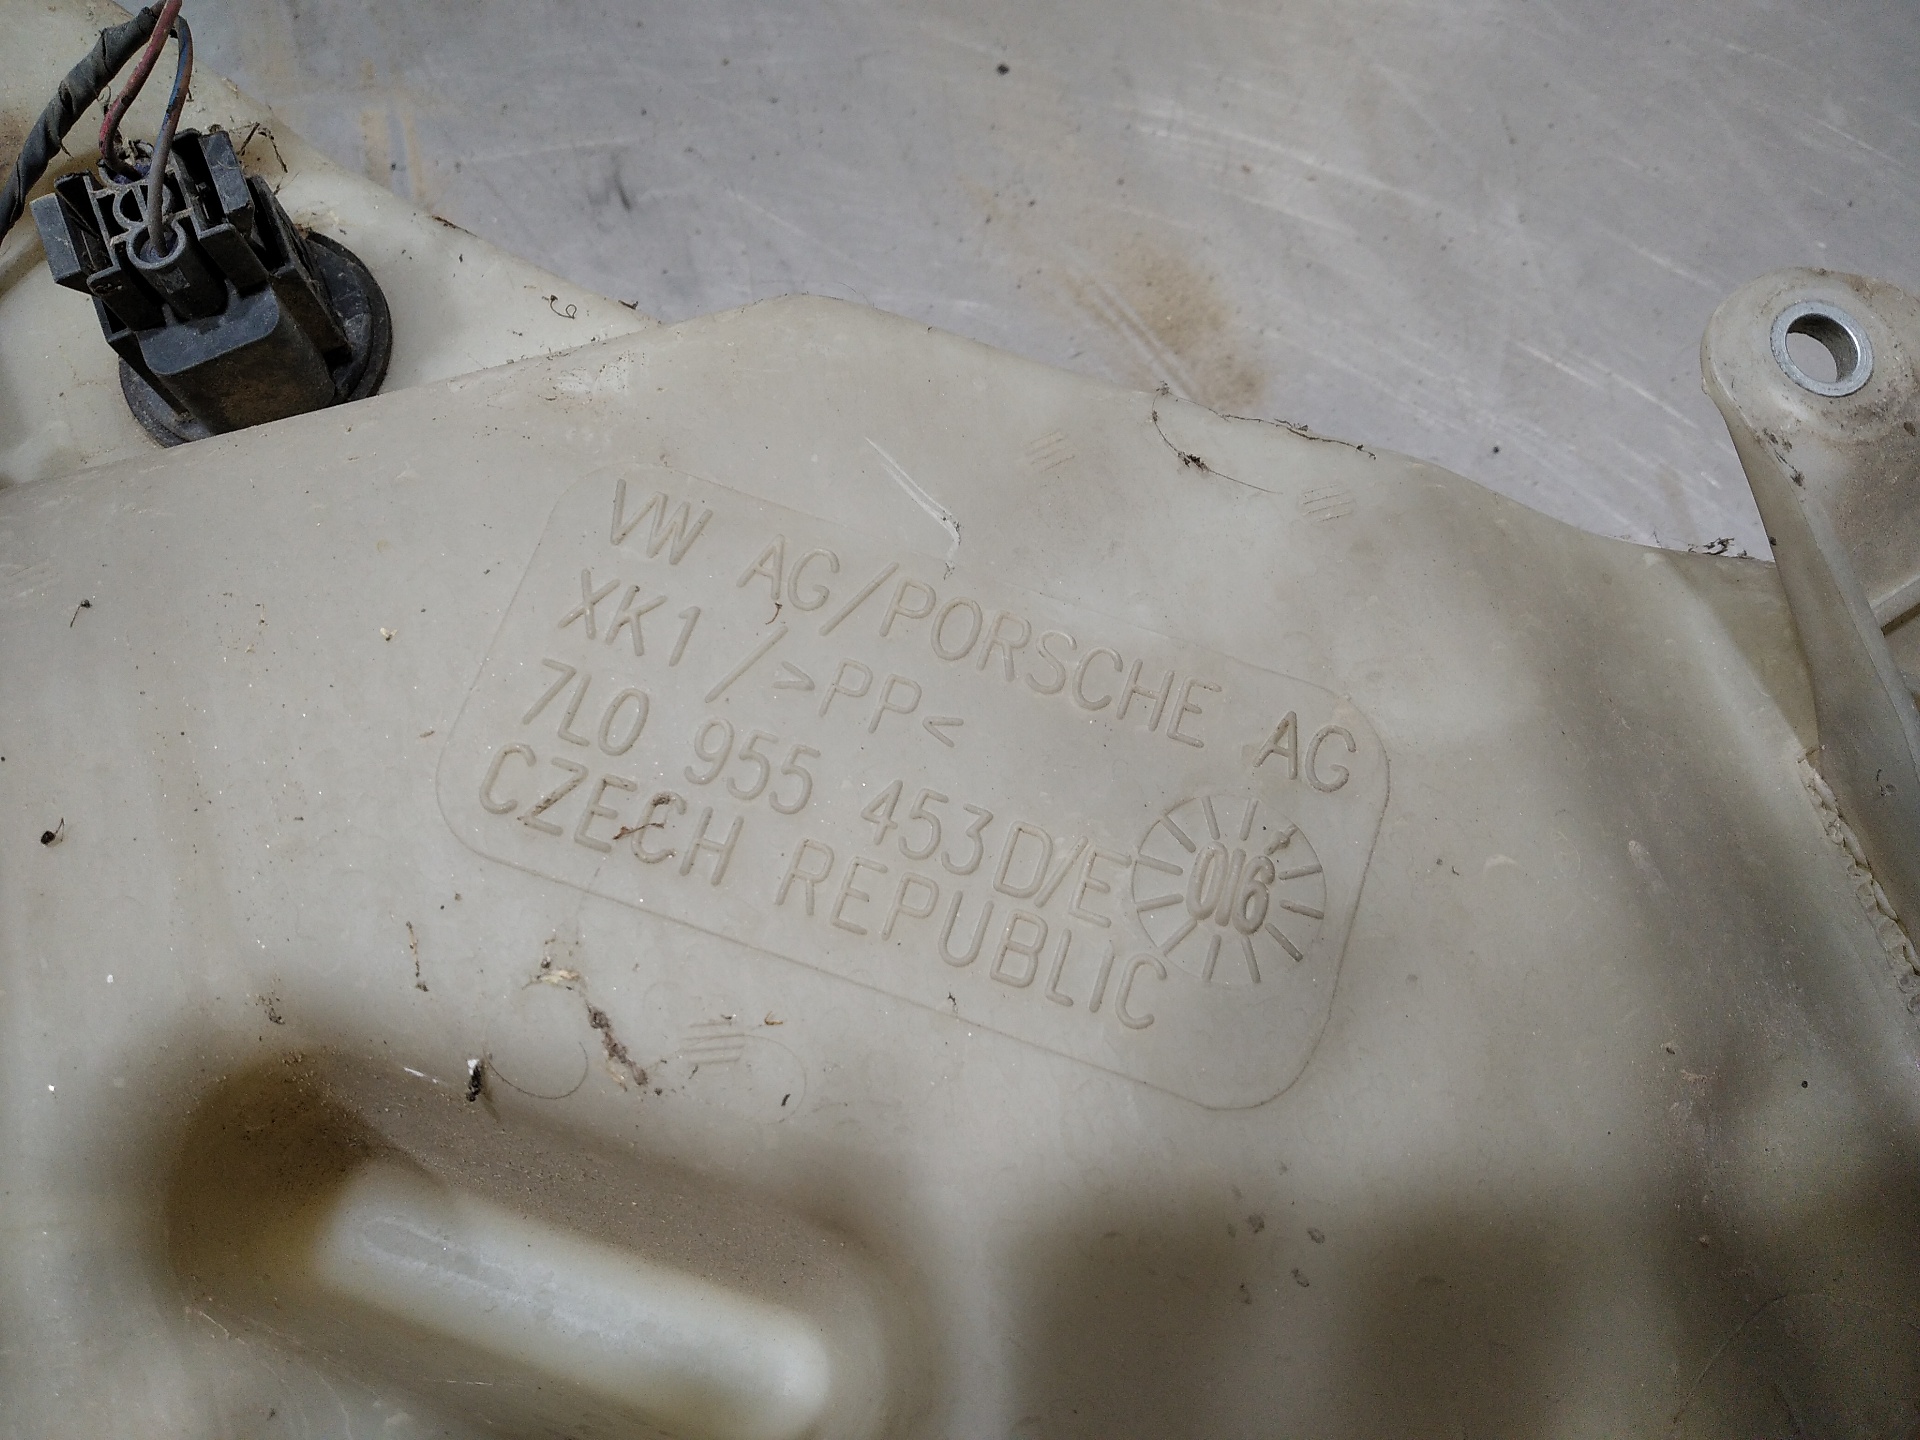 VW AG/PORSCHE AG
XK1 />PP<
7L0 955 453D/E
CZECH REPUBLIC
016